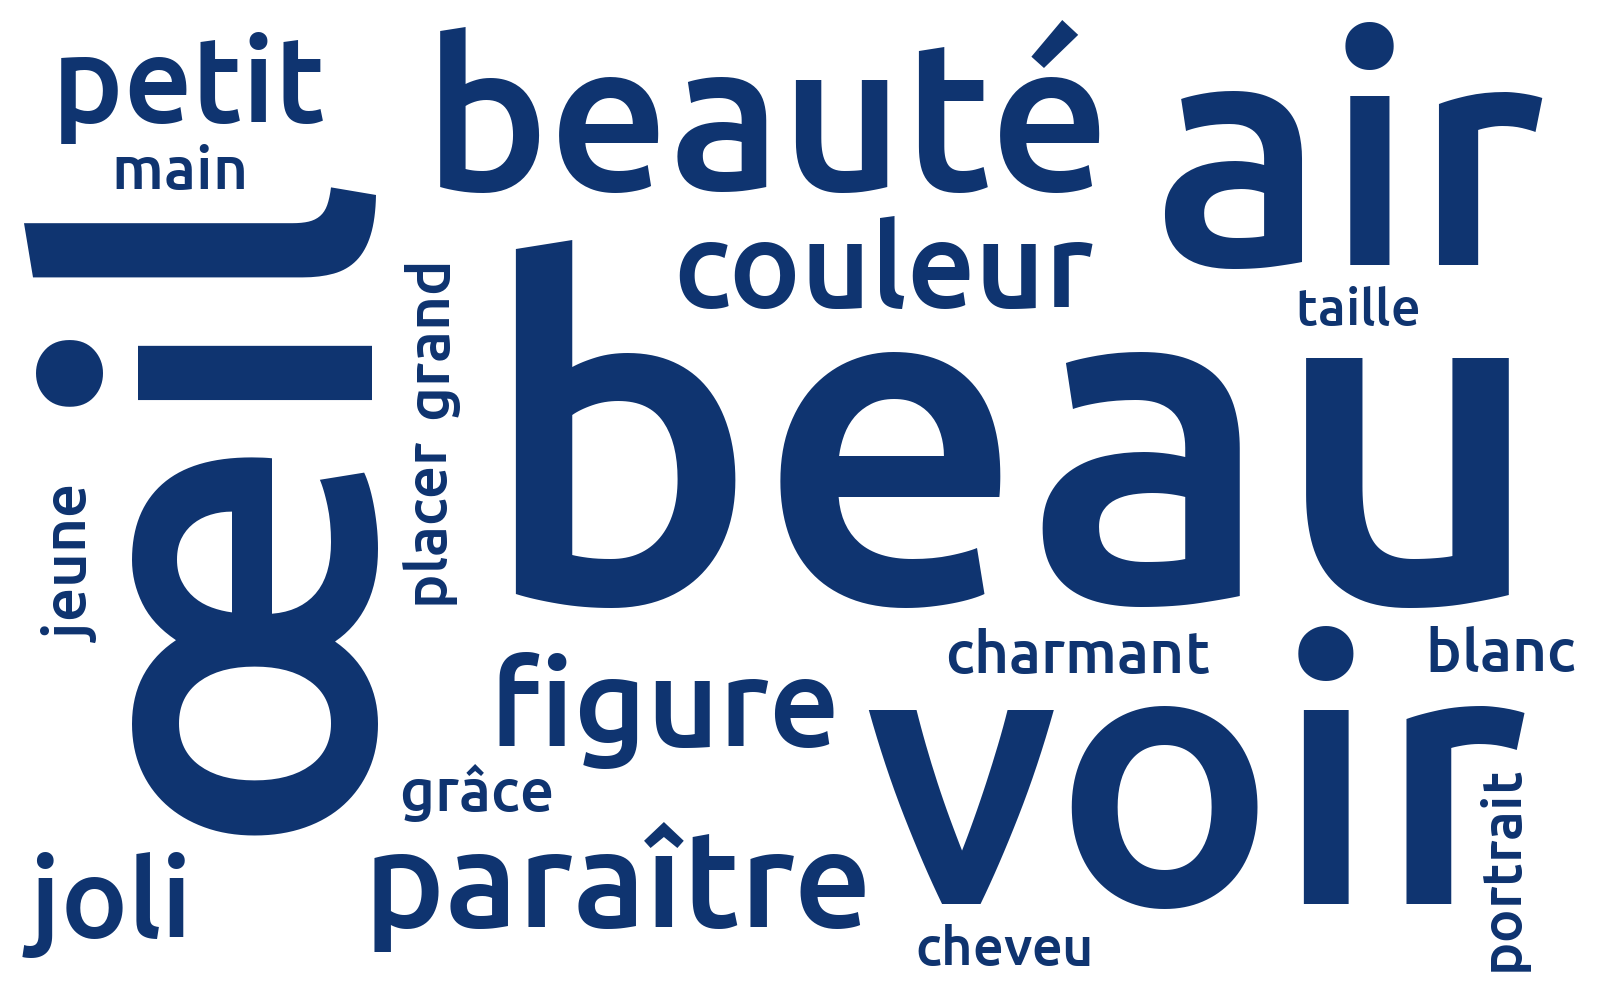 petit
beauté
air
main
œil
couleur
taille
beau
placer grand
jeune
charmant
blanc
figure
voir
grâce
portrait
joli
paraître
cheveu